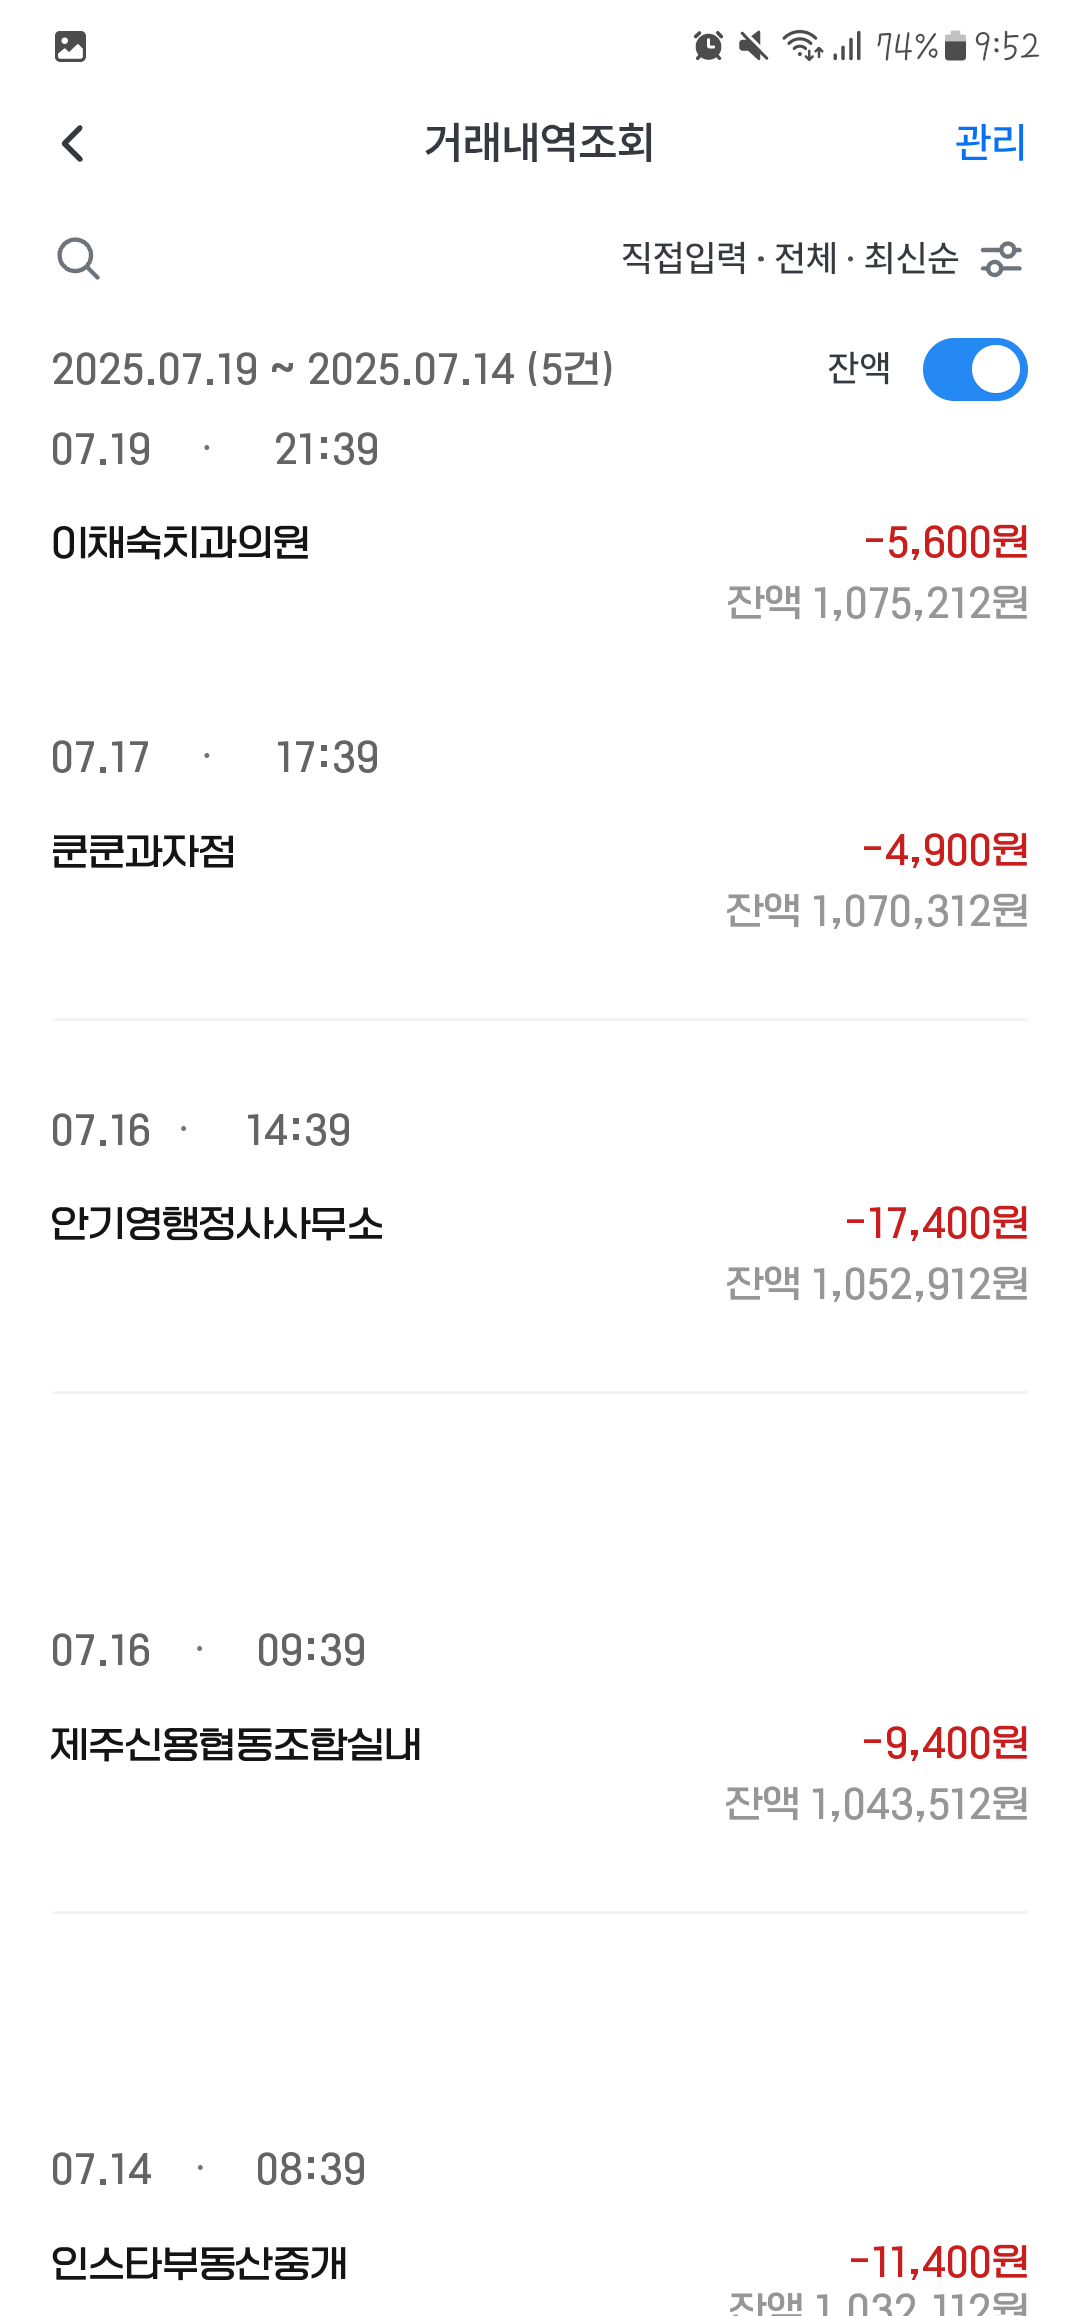 74% 9:52
거래내역조회 관리
직접입력 · 전체 · 최신순
2025.07.19 ~ 2025.07.14 (5건) 잔액
07.19 · 21:39
이채숙치과의원 -5,600원
잔액 1,075,212원
07.17 · 17:39
쿤쿤과자점 -4,900원
잔액 1,070,312원
07.16 · 14:39
안기영행정사사무소 -17,400원
잔액 1,052,912원
07.16 · 09:39
제주신용협동조합실내 -9,400원
잔액 1,043,512원
07.14 · 08:39
인스타부동산중개 -11,400원
잔액 1,032,112원